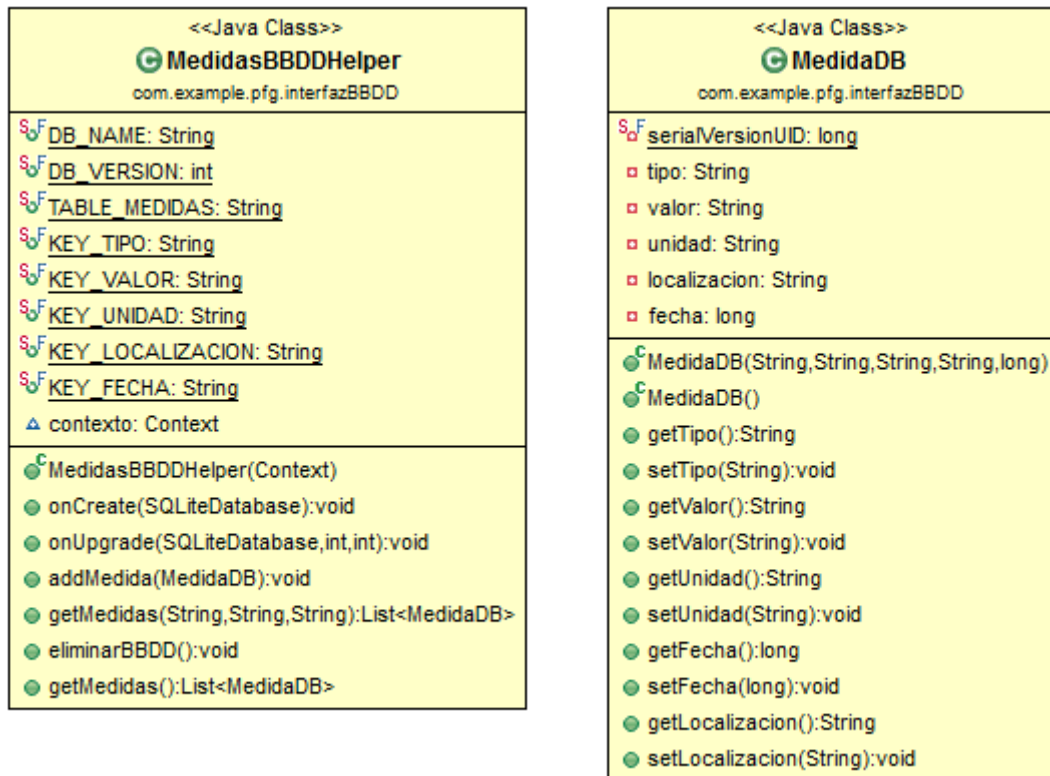 <<Java Class>>
MedidasBBDDHelper
com.example.pfg.interfazBBDD
DB_NAME: String
DB_VERSION: int
TABLE_MEDIDAS: String
KEY_TIPO: String
KEY_VALOR: String
KEY_UNIDAD: String
KEY_LOCALIZACION: String
KEY_FECHA: String
contexto: Context
MedidasBBDDHelper(Context)
onCreate(SQLiteDatabase):void
onUpgrade(SQLiteDatabase,int,int):void
addMedida(MedidaDB):void
getMedidas(String,String,String):List<MedidaDB>
eliminarBBDD():void
getMedidas():List<MedidaDB>
<<Java Class>>
MedidaDB
com.example.pfg.interfazBBDD
serialVersionUID: long
tipo: String
valor: String
unidad: String
localizacion: String
fecha: long
MedidaDB(String,String,String,String,long)
MedidaDB()
getTipo():String
setTipo(String):void
getValor():String
setValor(String):void
getUnidad():String
setUnidad(String):void
getFecha():long
setFecha(long):void
getLocalizacion():String
setLocalizacion(String):void